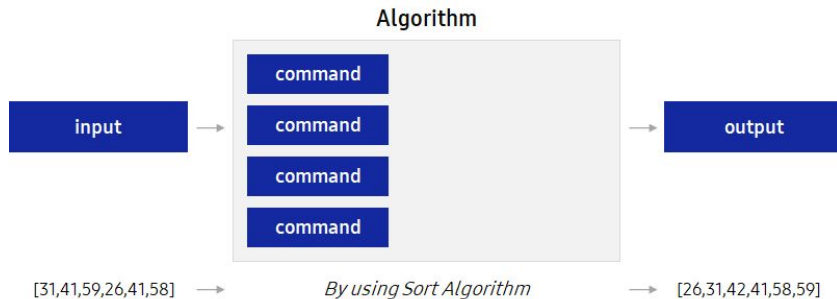 Algorithm
command
input
command
output
command
command
[31,41,59,26,41,58]
By using Sort Algorithm
[26,31,42,41,58,59]